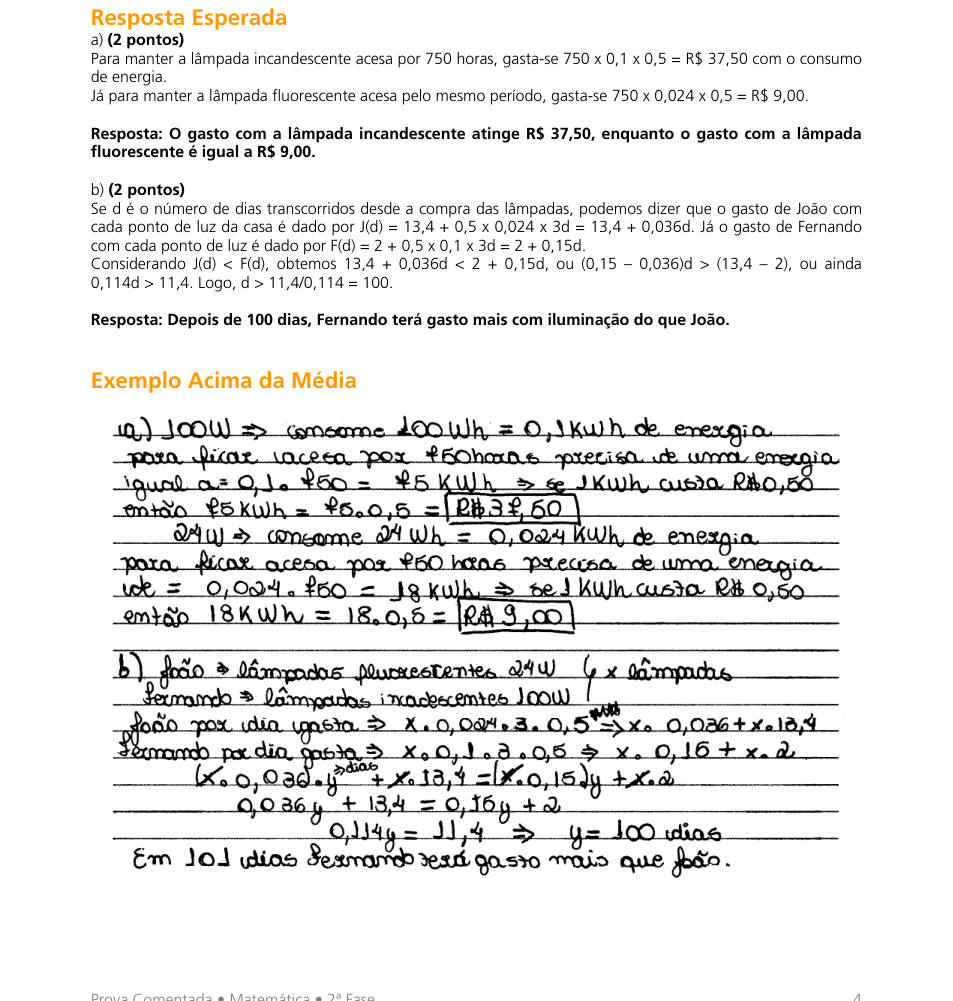 Resposta Esperada
a) (2 pontos)
Para manter a lâmpada incandescente acesa por 750 horas, gasta-se 750 x 0,1 x 0,5 = R$ 37,50 com o consumo
de energia.
Já para manter a lâmpada fluorescente acesa pelo mesmo período, gasta-se 750 x 0,024 x 0,5 = R$ 9,00.
Resposta: O gasto com a lâmpada incandescente atinge R$ 37,50, enquanto o gasto com a lâmpada
fluorescente é igual a R$ 9,00.
b) (2 pontos)
Se d é o número de dias transcorridos desde a compra das lâmpadas, podemos dizer que o gasto de João com
cada ponto de luz da casa é dado por J(d) = 13,4 + 0,5 x 0,024 x 3d = 13,4 + 0,036d. Já o gasto de Fernando
com cada ponto de luz é dado por F(d) = 2 + 0,5 x 0,1 x 3d = 2 + 0,15d.
Considerando J(d) < F(d), obtemos 13,4 + 0,036d < 2 + 0,15d, ou (0,15 – 0,036)d > (13,4 – 2), ou ainda
0,114d > 11,4. Logo, d > 11,4/0,114 = 100.
Resposta: Depois de 100 dias, Fernando terá gasto mais com iluminação do que João.
Exemplo Acima da Média
a) 100W ⇒ consome 100 Wh = 0,1 KWh de energia
para ficar acesa por 750 horas precisa de uma energia
igual a = 0,1 . 750 = 75 KWh ⇒ se 1 KWh custa R$ 0,50
então 75 KWh = 75.0,5 = R$ 37,50
24W ⇒ consome 24 Wh = 0,024 KWh de energia
para ficar acesa por 750 horas precisa de uma energia
de = 0,024 . 750 = 18 KWh ⇒ se 1 KWh custa R$ 0,50
então 18 KWh = 18.0,5 = R$ 9,00
b) João ⇒ lâmpadas fluorestentes 24W } x lâmpadas
Fernando ⇒ lâmpadas inadescentes 100W
João por dia gasta ⇒ x.0,024.3.0,5 ⇒ x. 0,036 + x.13,4
Fernando por dia gasta ⇒ x.0,1.3.0,5 ⇒ x. 0,15 + x.2
(x.0,036).y ⇒dias + x.13,4 = (x.0,15)y + x.2
0,036y + 13,4 = 0,15y + 2
0,114y = 11,4 ⇒ y = 100 dias
Em 101 dias Fernando terá gasto mais que João.
Prova Comentada • Matemática • 2ª Fase 4